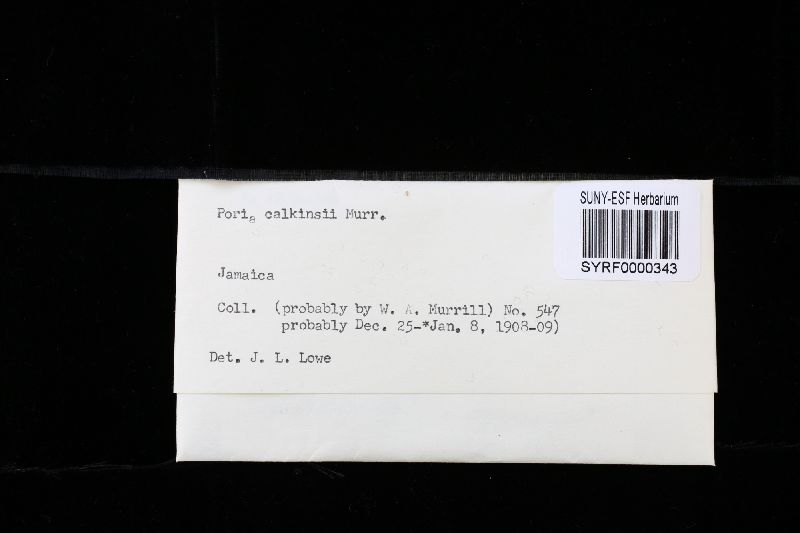 Poria calkinsii Murr.
SUNY-ESF Herbarium
SYRF0000343
Jamaica
Coll. (probably by W. A. Murrill) No. 547
probably Dec. 25-*Jan. 8, 1908-09)
Det. J. L. Lowe